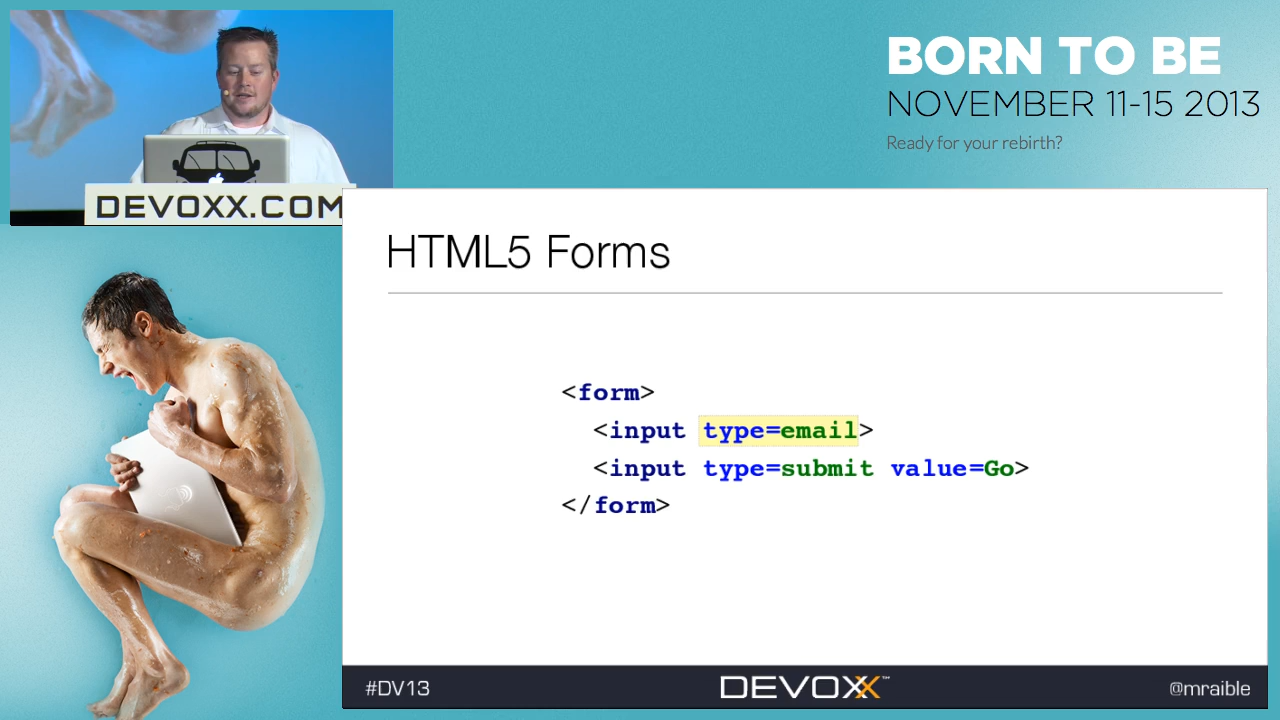 BORN TO BE
NOVEMBER 11-15 2013
Ready for your rebirth?
DEVOXX.COM
HTML5 Forms
<form>
<input type=email>
<input type=submit value=Go>
</form>
#DV13
DEVOXX™
@mraible